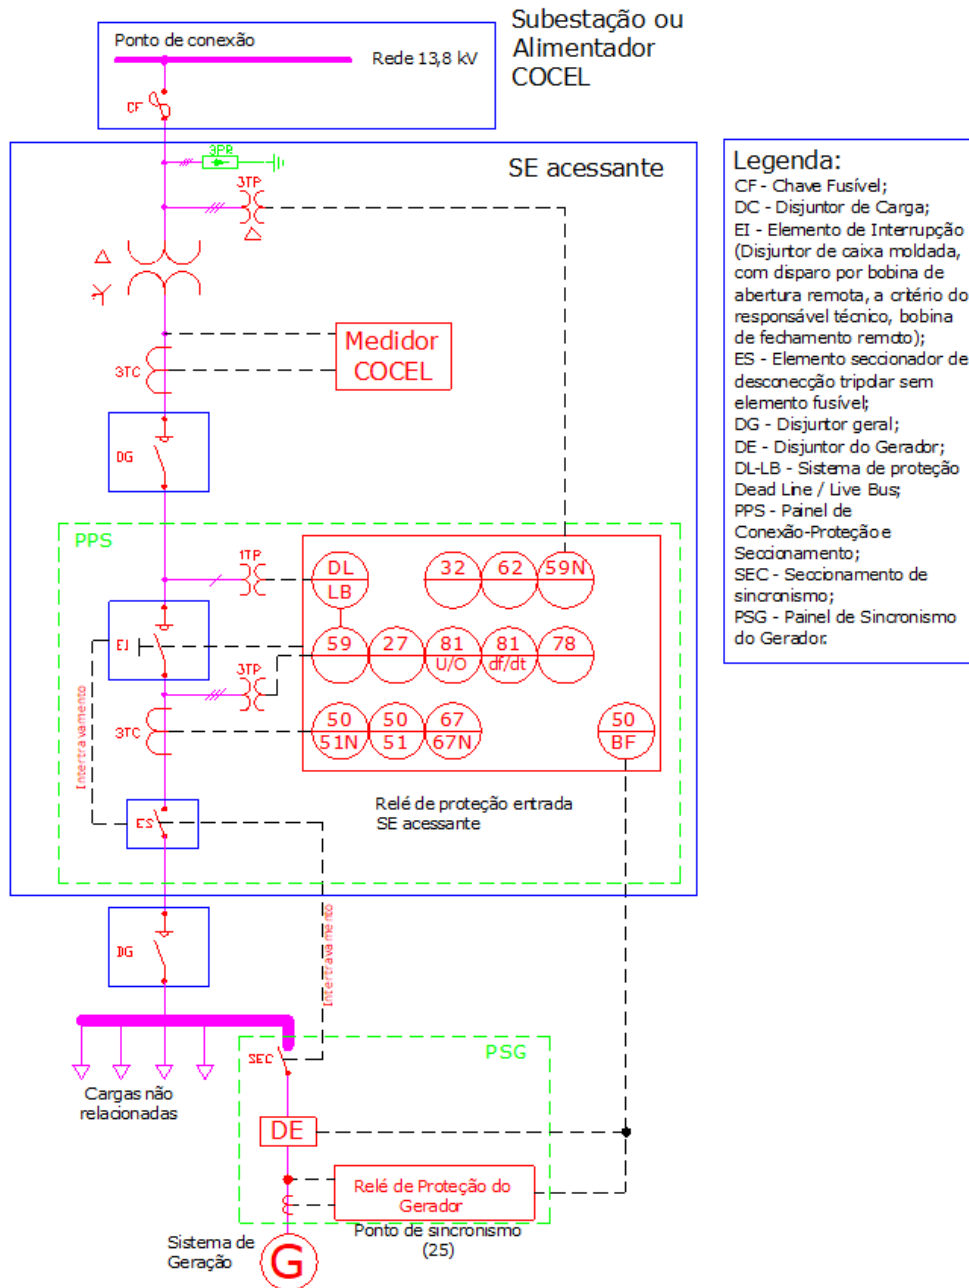 Subestação ou
Alimentador
COCEL
Ponto de conexão
Rede 13,8 kV
CF
SE acessante
3PR
3TP
Medidor
COCEL
3TC
DG
PPS
1TP
DL
LB
32
62
59N
EI
59
27
81
U/O
81
df/dt
78
3TP
3TC
50
51N
50
51
67
67N
50
BF
Intertravamento
Relé de proteção entrada
SE acessante
ES
DG
Intertravamento
SEC
PSG
Cargas não
relacionadas
DE
Relé de Proteção do
Gerador
Ponto de sincronismo
(25)
Sistema de
Geração
G
Legenda:
CF - Chave Fusível;
DC - Disjuntor de Carga;
EI - Elemento de Interrupção
(Disjuntor de caixa moldada,
com disparo por bobina de
abertura remota, a critério do
responsável técnico, bobina
de fechamento remoto);
ES - Elemento seccionador de
desconecção tripolar sem
elemento fusível;
DG - Disjuntor geral;
DE - Disjuntor do Gerador;
DL-LB - Sistema de proteção
Dead Line / Live Bus;
PPS - Painel de
Conexão-Proteção e
Seccionamento;
SEC - Seccionamento de
sincronismo;
PSG - Painel de Sincronismo
do Gerador.